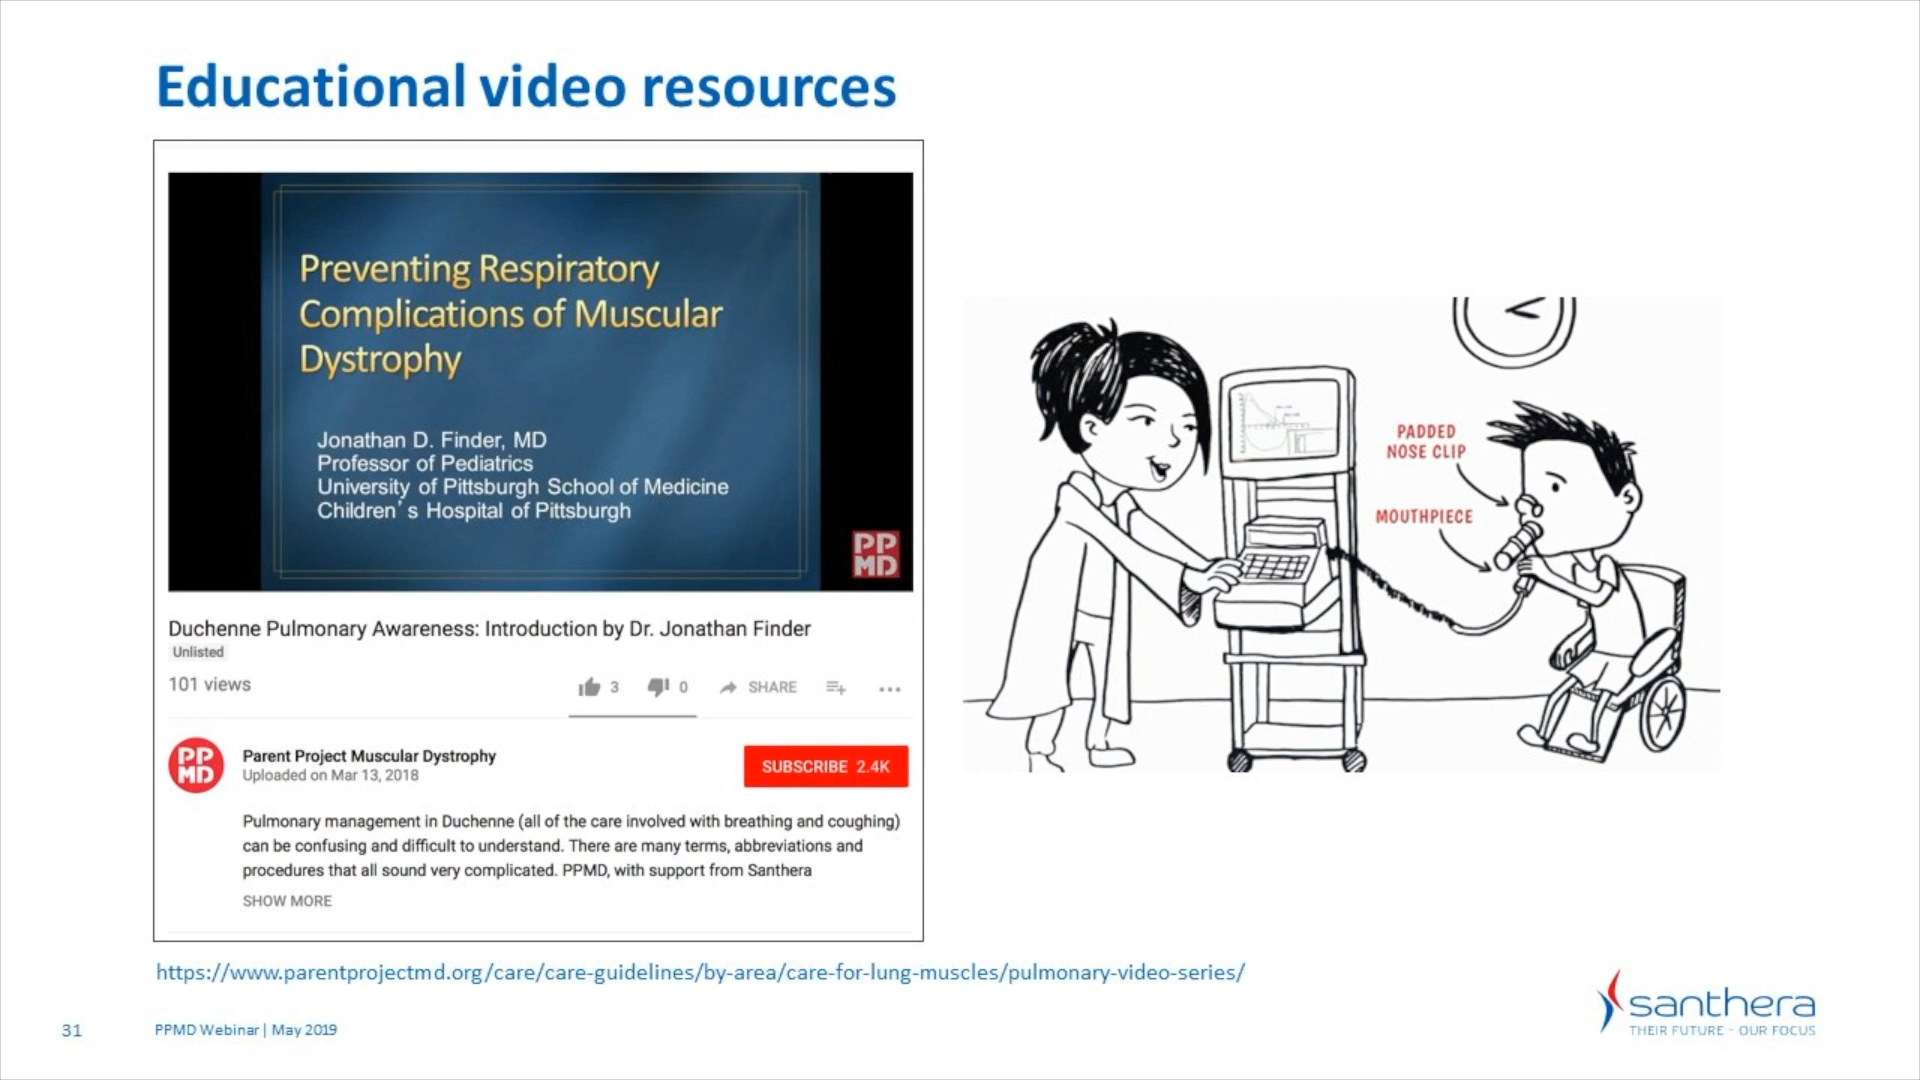 Educational video resources
Preventing Respiratory
Complications of Muscular
Dystrophy
Jonathan D. Finder, MD
Professor of Pediatrics
University of Pittsburgh School of Medicine
Children's Hospital of Pittsburgh
PP
MD
Duchenne Pulmonary Awareness: Introduction by Dr. Jonathan Finder
Unlisted
101 views
3
0
SHARE
PP
MD
Parent Project Muscular Dystrophy
Uploaded on Mar 13, 2018
SUBSCRIBE 2.4K
Pulmonary management in Duchenne (all of the care involved with breathing and coughing)
can be confusing and difficult to understand. There are many terms, abbreviations and
procedures that all sound very complicated. PPMD, with support from Santhera
SHOW MORE
PADDED
NOSE CLIP
MOUTHPIECE
https://www.parentprojectmd.org/care/care-guidelines/by-area/care-for-lung-muscles/pulmonary-video-series/
31
PPMD Webinar | May 2019
santhera
THEIR FUTURE - OUR FOCUS